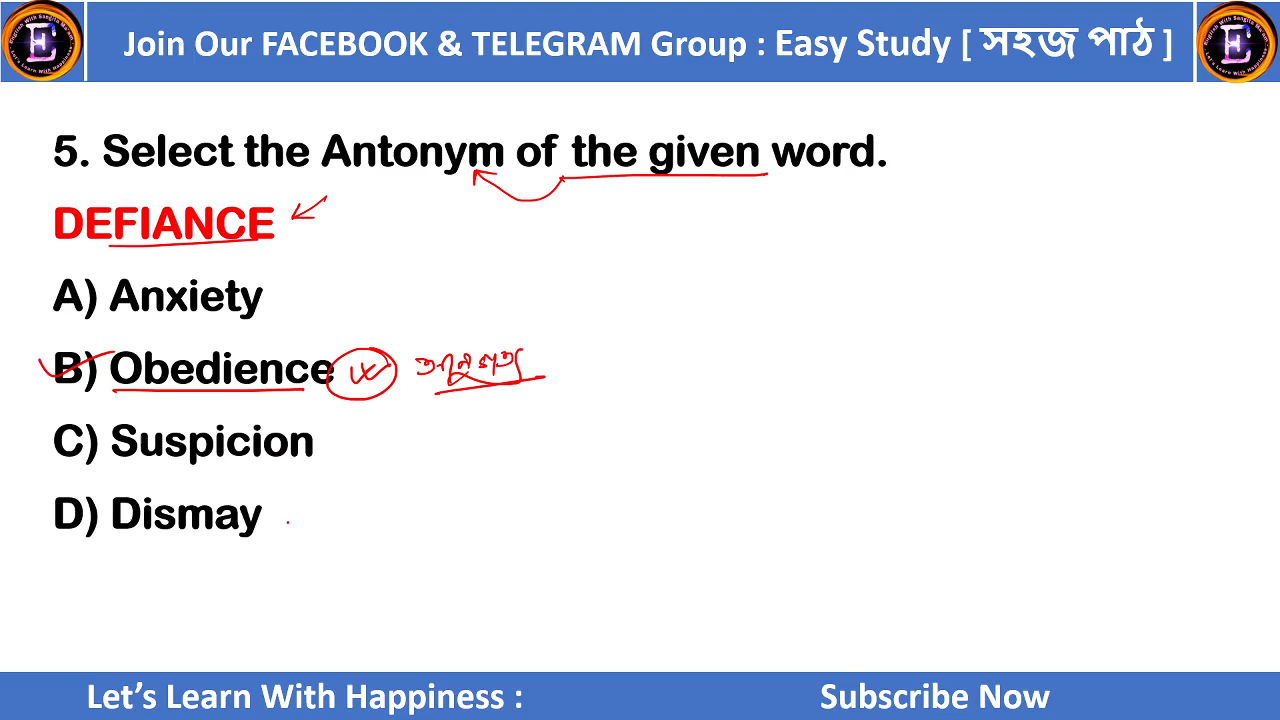 Join Our FACEBOOK & TELEGRAM Group : Easy Study [ সহজ পাঠ ]
5. Select the Antonym of the given word.
DEFIANCE
A) Anxiety
B) Obedience
C) Suspicion
D) Dismay
Let's Learn With Happiness :
Subscribe Now